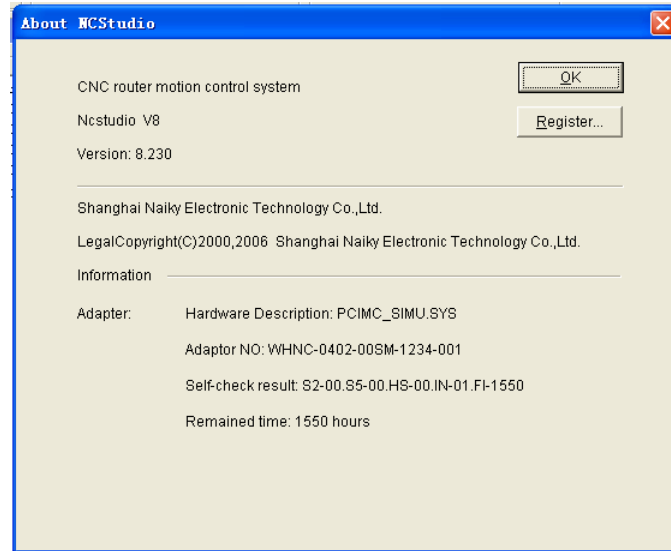 About NCStudio
OK
CNC router motion control system
Ncstudio V8
Register...
Version: 8.230
Shanghai Naiky Electronic Technology Co.,Ltd.
LegalCopyright(C)2000,2006 Shanghai Naiky Electronic Technology Co.,Ltd.
Information
Adapter: Hardware Description: PCIMC_SIMU.SYS
Adaptor NO: WHNC-0402-00SM-1234-001
Self-check result: S2-00.S5-00.HS-00.IN-01.FI-1550
Remained time: 1550 hours